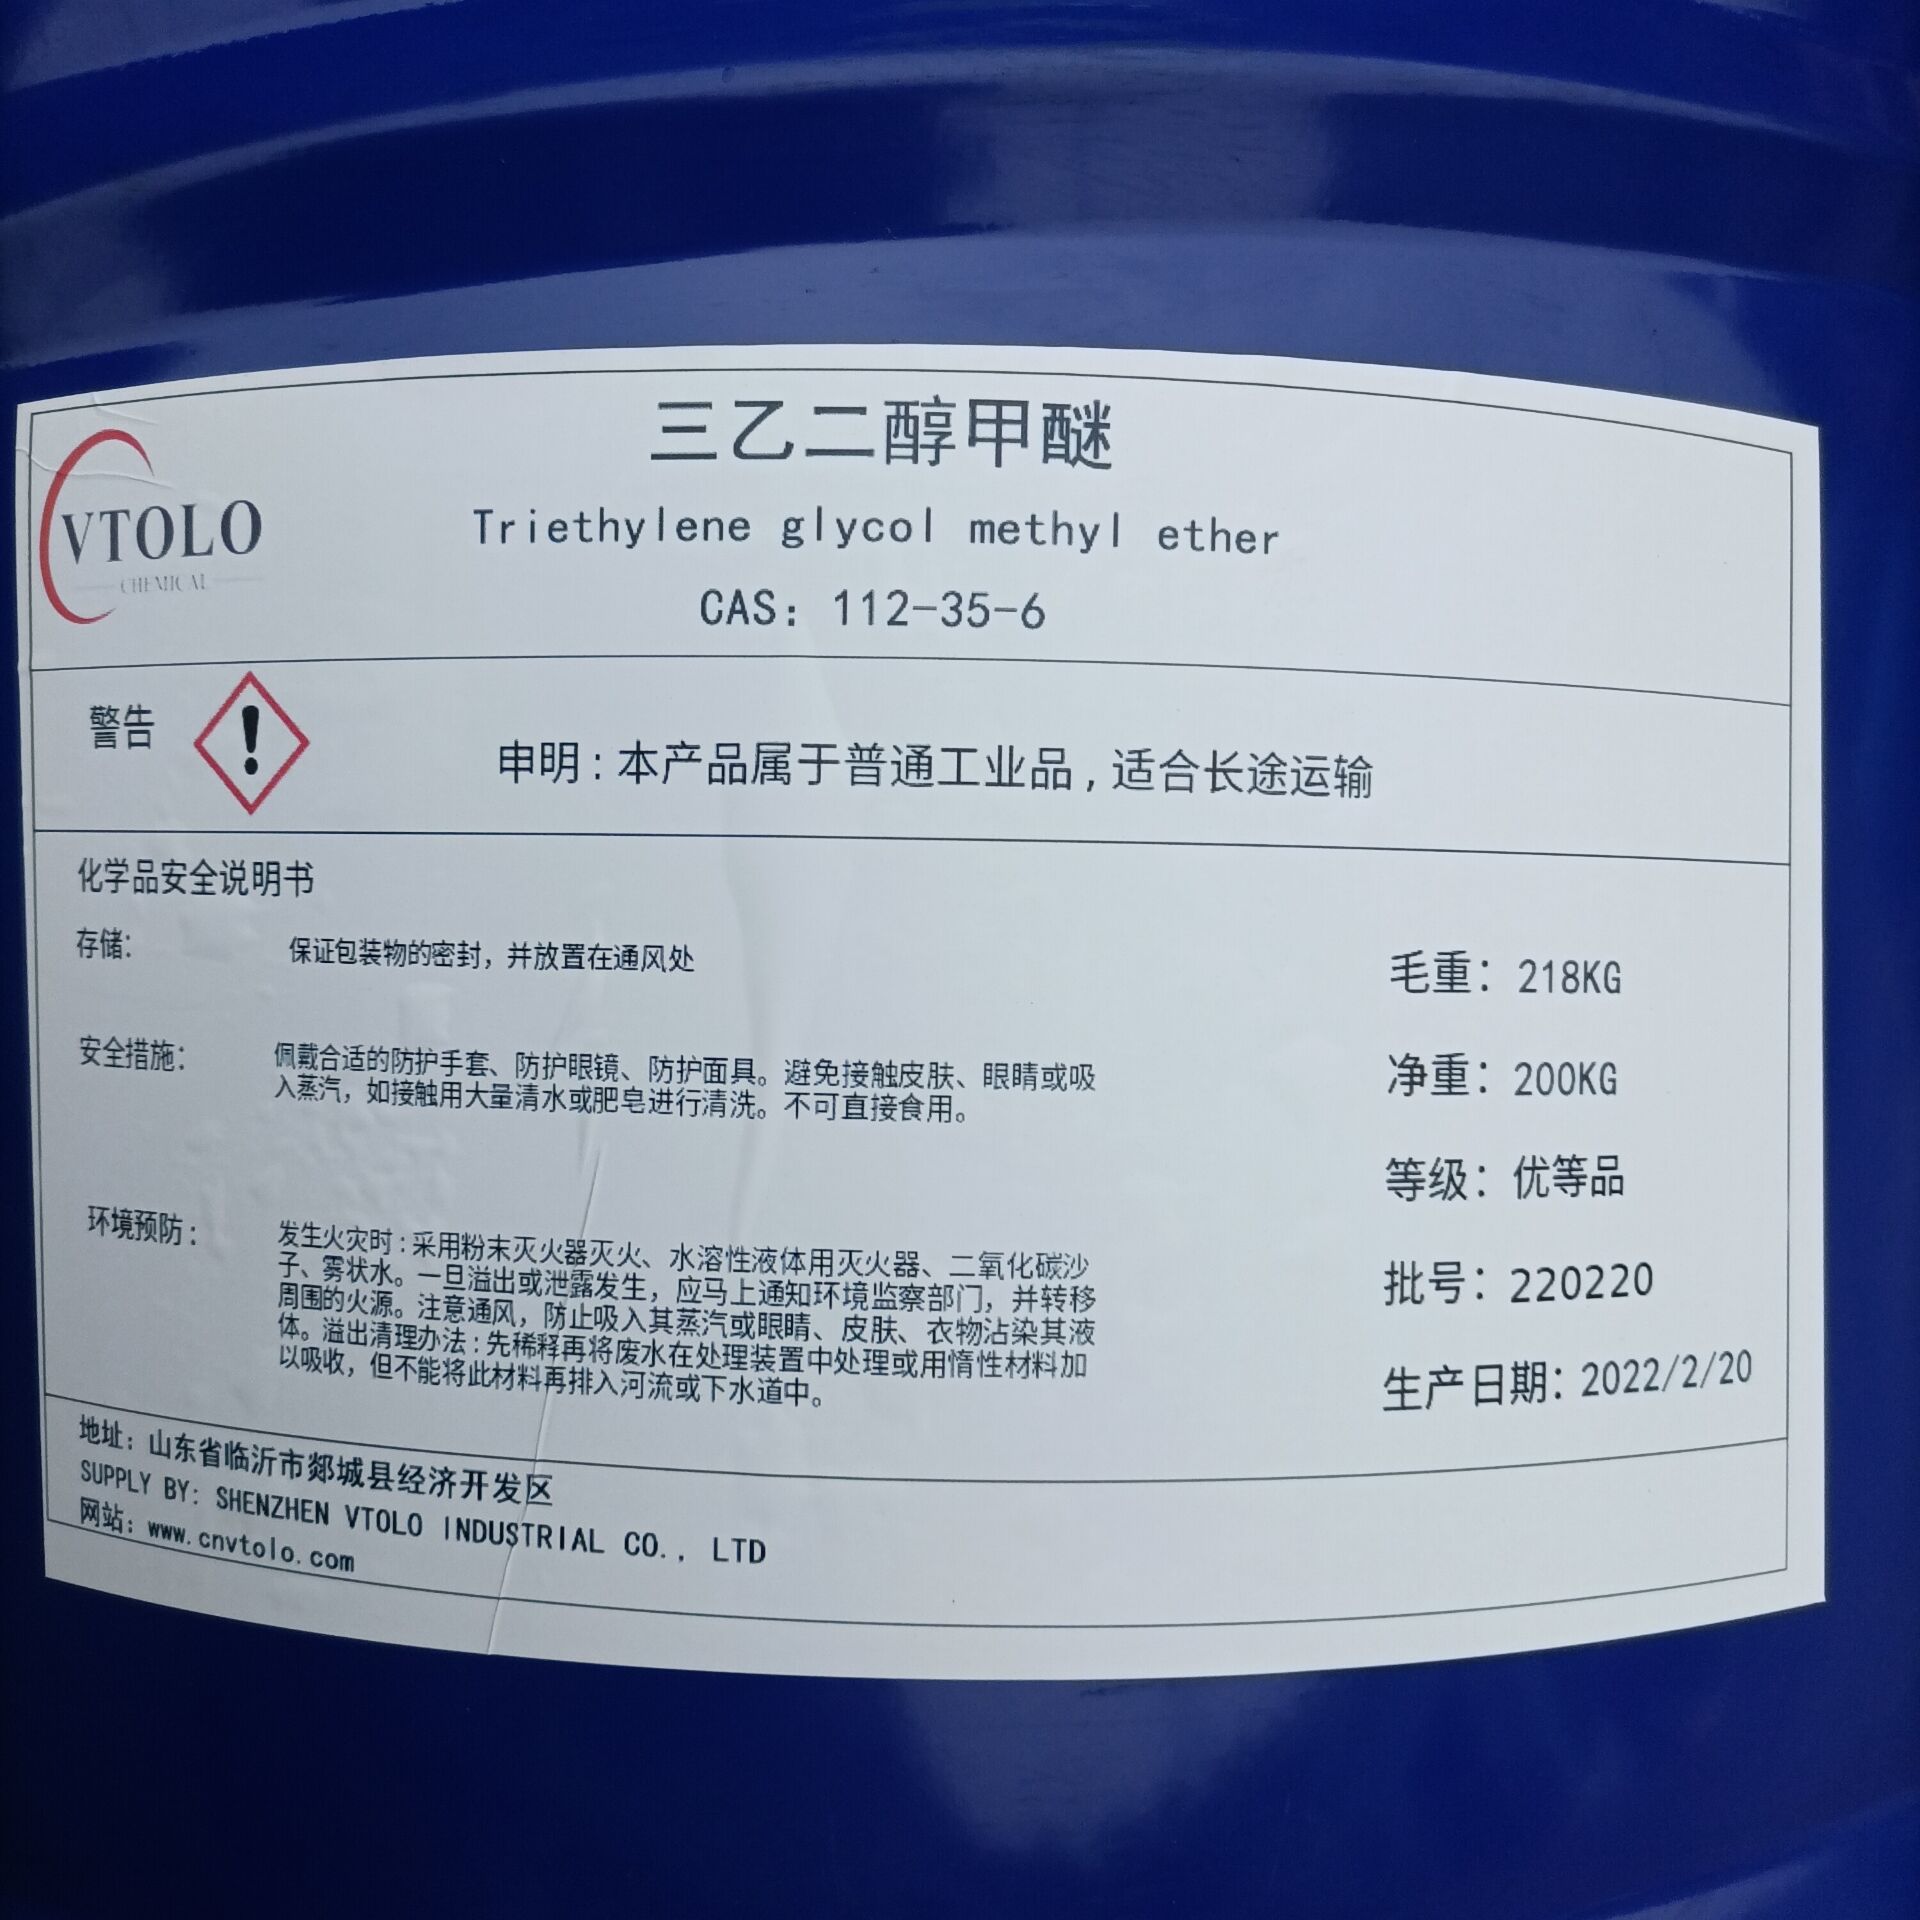 三乙二醇甲醚
VTOLO
CHEMICAL
Triethylene glycol methyl ether
CAS：112-35-6
警告
申明：本产品属于普通工业品，适合长途运输
化学品安全说明书
存储：
保证包装物的密封，并放置在通风处
安全措施：
佩戴合适的防护手套、防护眼镜、防护面具。避免接触皮肤、眼睛或吸
入蒸汽，如接触用大量清水或肥皂进行清洗。不可直接食用。
环境预防：
发生火灾时：采用粉末灭火器灭火、水溶性液体用灭火器、二氧化碳沙
子、雾状水。一旦溢出或泄露发生，应马上通知环境监察部门，并转移
周围的火源。注意通风，防止吸入其蒸汽或眼睛、皮肤、衣物沾染其液
体。溢出清理办法：先稀释再将废水在处理装置中处理或用惰性材料加
以吸收，但不能将此材料再排入河流或下水道中。
毛重：218KG
净重：200KG
等级：优等品
批号：220220
生产日期：2022/2/20
地址：山东省临沂市郯城县经济开发区
SUPPLY BY: SHENZHEN VTOLO INDUSTRIAL CO., LTD
网站：www.cnvtolo.com